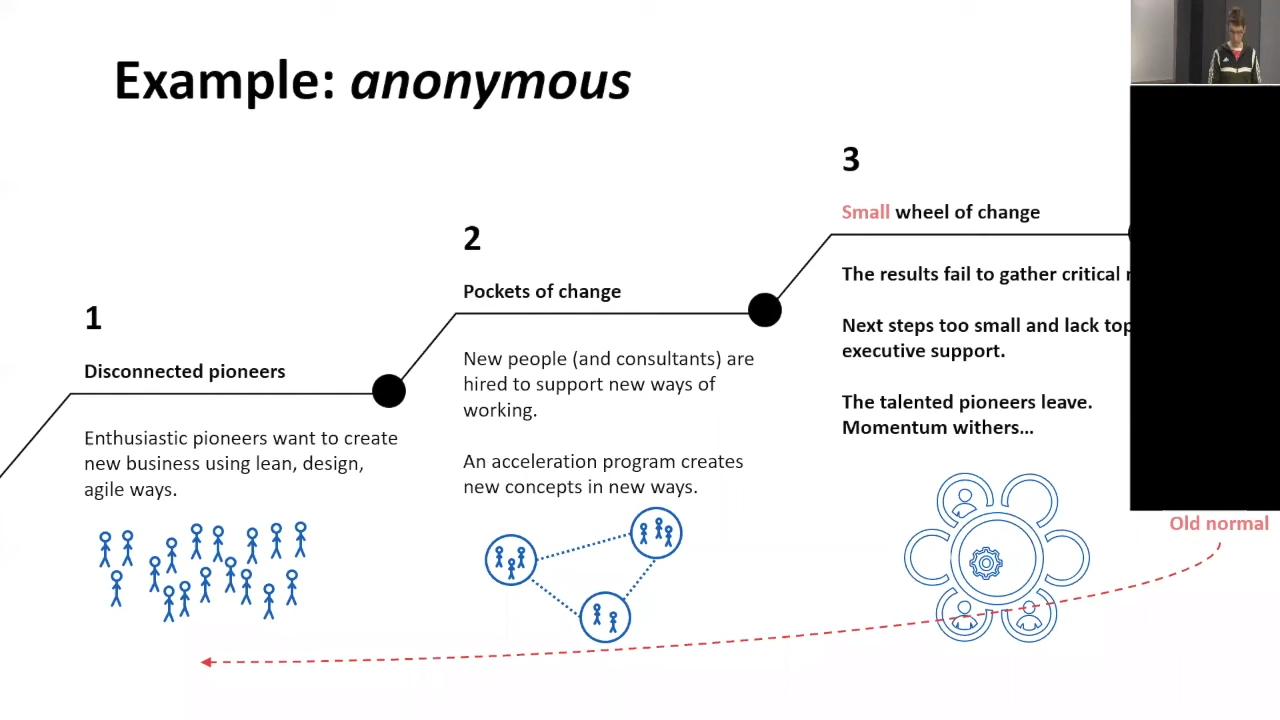 Example: anonymous
1
Disconnected pioneers
Enthusiastic pioneers want to create
new business using lean, design,
agile ways.
2
Pockets of change
New people (and consultants) are
hired to support new ways of
working.
An acceleration program creates
new concepts in new ways.
3
Small wheel of change
The results fail to gather critical
Next steps too small and lack top
executive support.
The talented pioneers leave.
Momentum withers...
Old normal